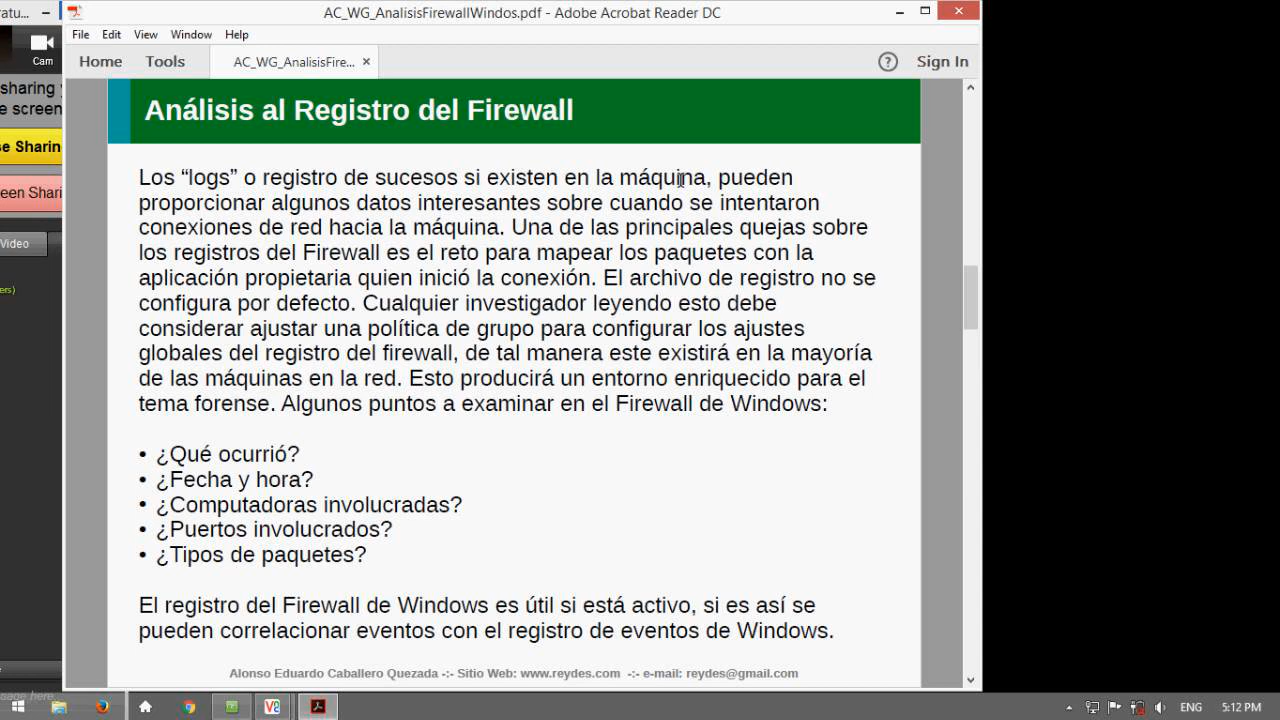 ratu...
AC_WG_AnalisisFirewallWindos.pdf - Adobe Acrobat Reader DC
File Edit View Window Help
Cam
Home Tools AC_WG_AnalisisFire... × ? Sign In
sharing
e screen
se Sharin
een Shari
Video
ers)
Análisis al Registro del Firewall
Los “logs” o registro de sucesos si existen en la máquina, pueden
proporcionar algunos datos interesantes sobre cuando se intentaron
conexiones de red hacia la máquina. Una de las principales quejas sobre
los registros del Firewall es el reto para mapear los paquetes con la
aplicación propietaria quien inició la conexión. El archivo de registro no se
configura por defecto. Cualquier investigador leyendo esto debe
considerar ajustar una política de grupo para configurar los ajustes
globales del registro del firewall, de tal manera este existirá en la mayoría
de las máquinas en la red. Esto producirá un entorno enriquecido para el
tema forense. Algunos puntos a examinar en el Firewall de Windows:
• ¿Qué ocurrió?
• ¿Fecha y hora?
• ¿Computadoras involucradas?
• ¿Puertos involucrados?
• ¿Tipos de paquetes?
El registro del Firewall de Windows es útil si está activo, si es así se
pueden correlacionar eventos con el registro de eventos de Windows.
Alonso Eduardo Caballero Quezada -:- Sitio Web: www.reydes.com -:- e-mail: reydes@gmail.com
sage here
ENG 5:12 PM